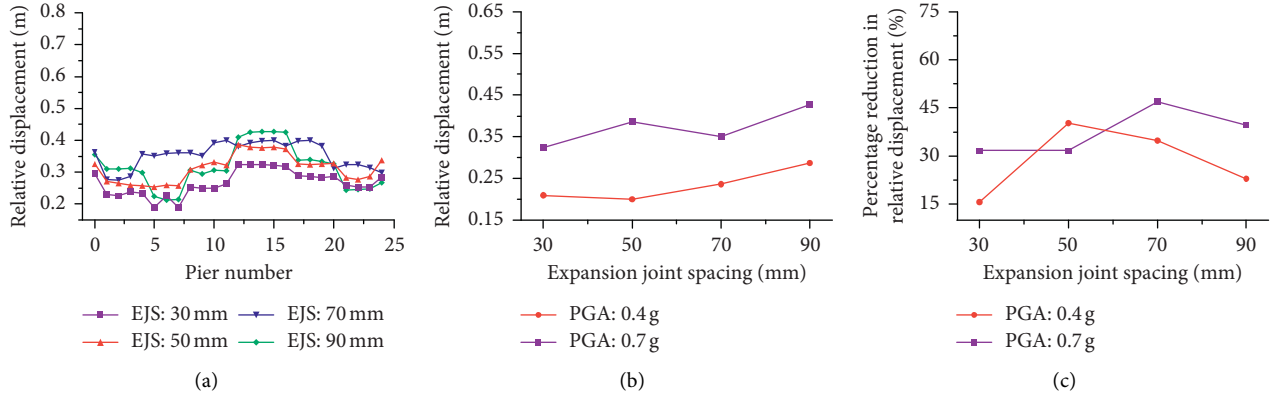 Relative displacement (m)
0.8
0.7
0.6
0.5
0.4
0.3
0.2
0 5 10 15 20 25
Pier number
EJS: 30 mm
EJS: 70 mm
EJS: 50 mm
EJS: 90 mm
(a)
Relative displacement (m)
0.65
0.55
0.45
0.35
0.25
0.15
30 50 70 90
Expansion joint spacing (mm)
PGA: 0.4 g
PGA: 0.7 g
(b)
Percentage reduction in
relative displacement (%)
75
60
45
30
15
30 50 70 90
Expansion joint spacing (mm)
PGA: 0.4 g
PGA: 0.7 g
(c)